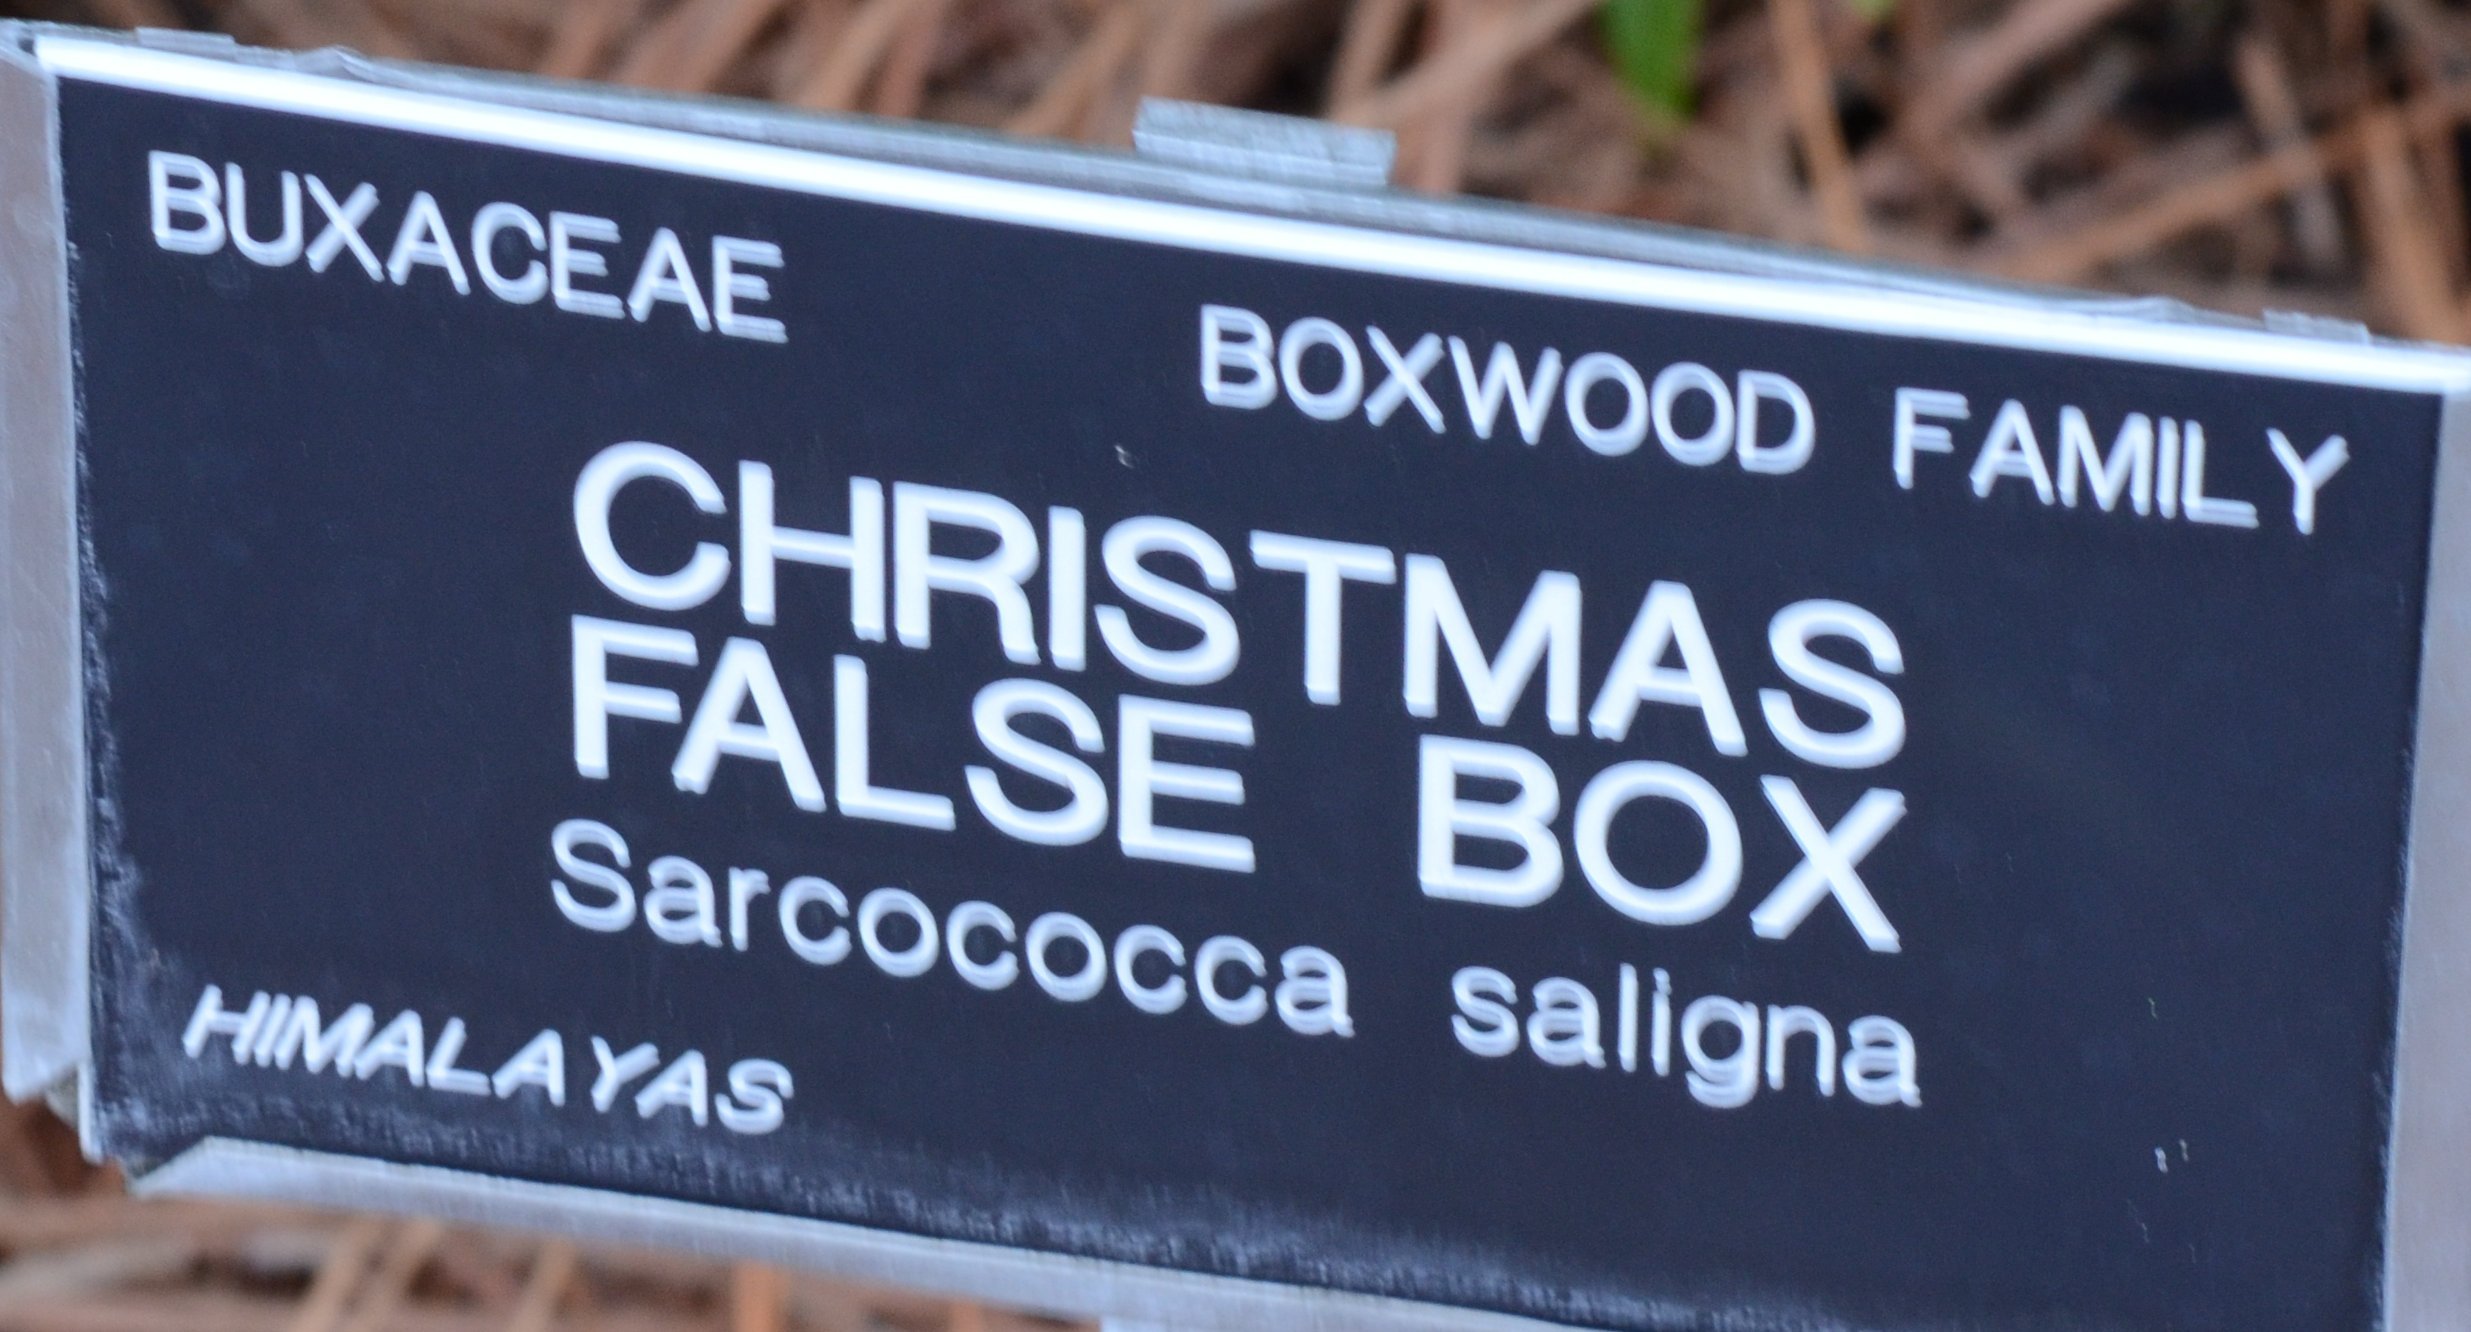 BUXACEAE BOXWOOD FAMILY
CHRISTMAS
FALSE BOX
Sarcococca saligna
HIMALAYAS